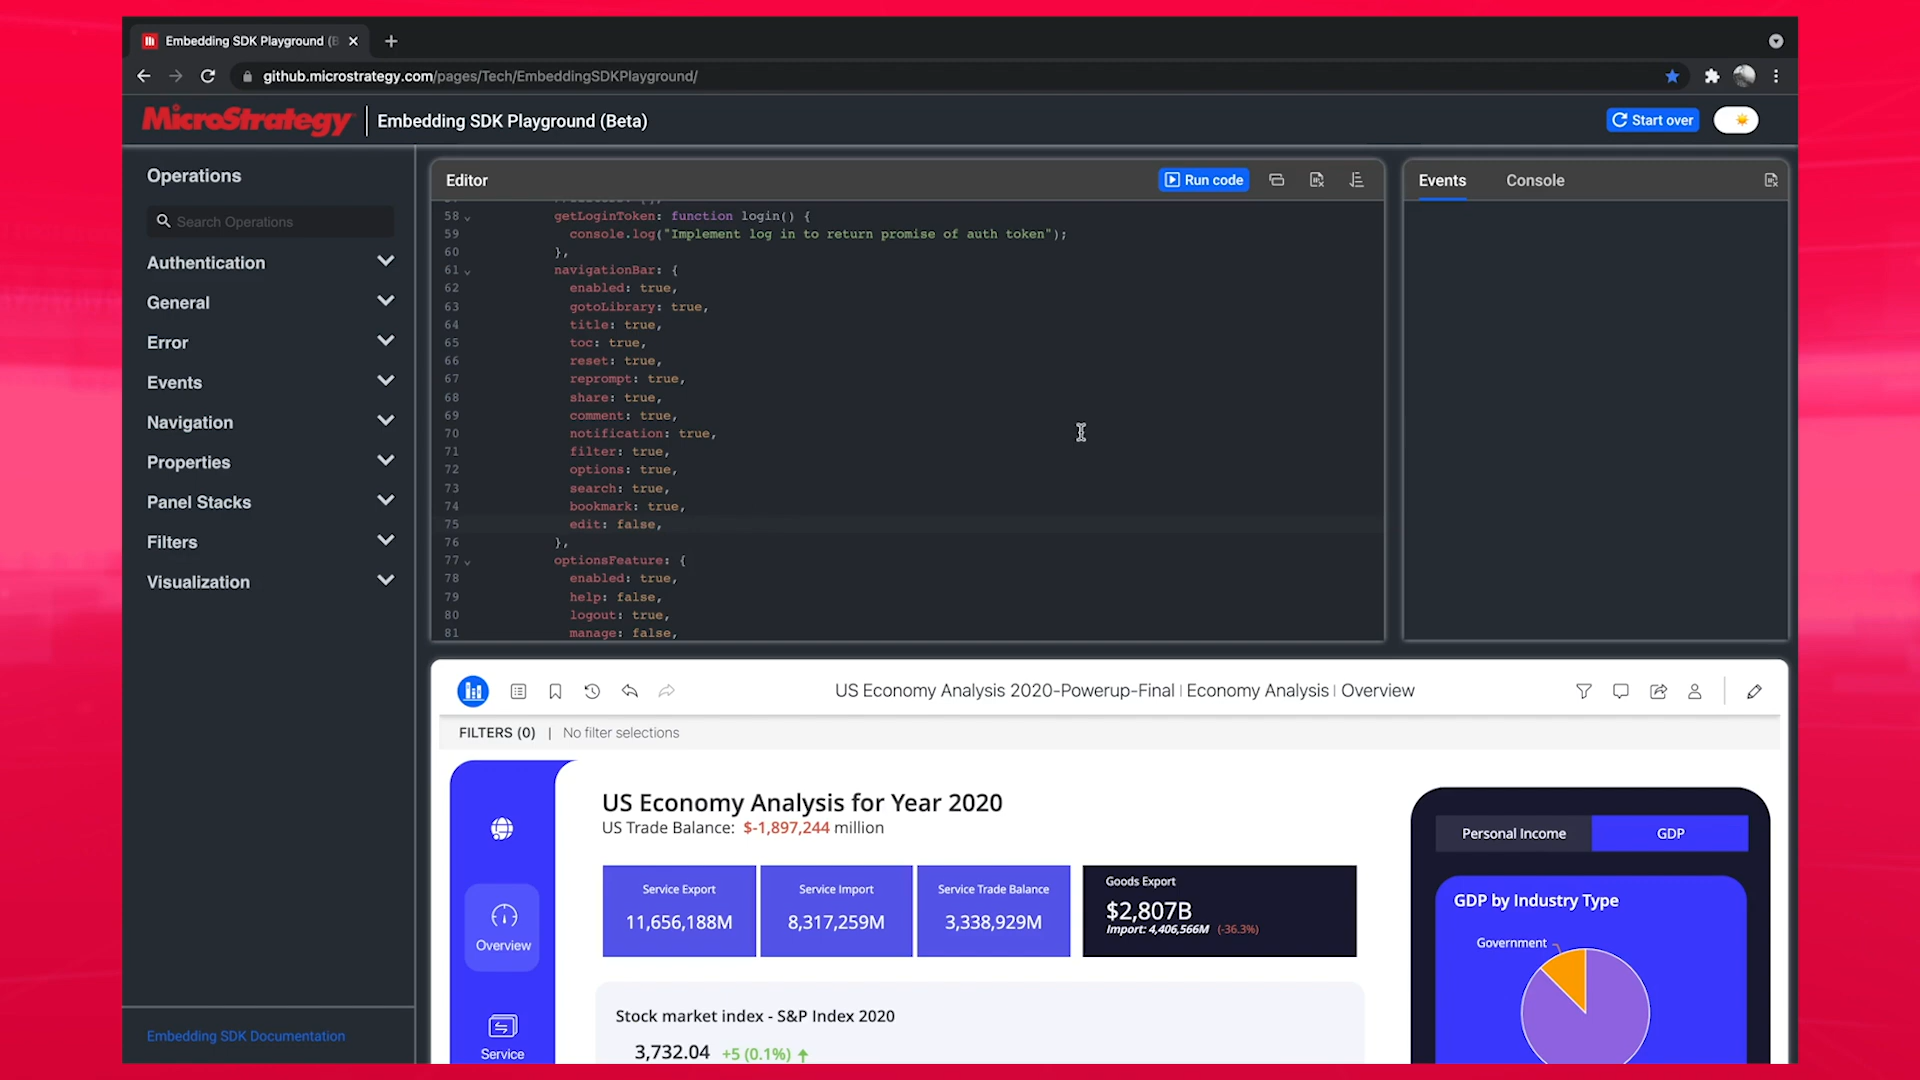 Embedding SDK Playground (B
github.microstrategy.com/pages/Tech/EmbeddingSDKPlayground/
MicroStrategy
Embedding SDK Playground (Beta)
Start over
Operations
Search Operations
Authentication
General
Error
Events
Navigation
Properties
Panel Stacks
Filters
Visualization
Embedding SDK Documentation
Editor
Run code
58 getLoginToken: function login() {
59 console.log("Implement log in to return promise of auth token");
60 },
61 navigationBar: {
62 enabled: true,
63 gotoLibrary: true,
64 title: true,
65 toc: true,
66 reset: true,
67 reprompt: true,
68 share: true,
69 comment: true,
70 notification: true,
71 filter: true,
72 options: true,
73 search: true,
74 bookmark: true,
75 edit: false,
76 },
77 optionsFeature: {
78 enabled: true,
79 help: false,
80 logout: true,
81 manage: false,
Events
Console
US Economy Analysis 2020-Powerup-Final | Economy Analysis | Overview
FILTERS (0) | No filter selections
Overview
Service
US Economy Analysis for Year 2020
US Trade Balance: $-1,897,244 million
Service Export
11,656,188M
Service Import
8,317,259M
Service Trade Balance
3,338,929M
Goods Export
$2,807B
Import: 4,406,566M (-36.3%)
Stock market index - S&P Index 2020
3,732.04 +5 (0.1%)
Personal Income
GDP
GDP by Industry Type
Government